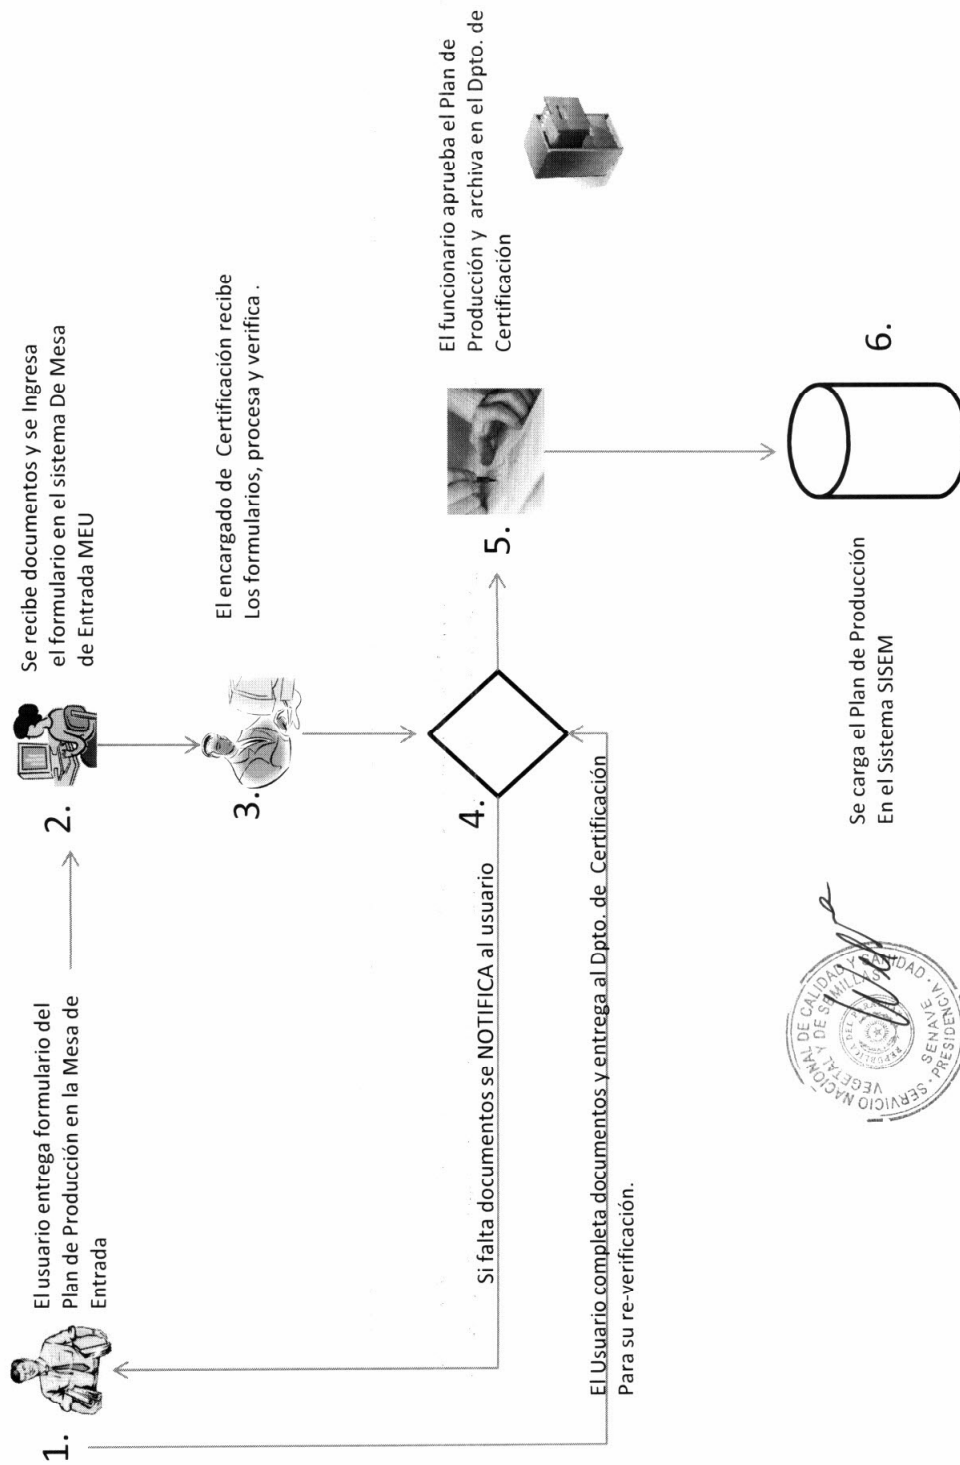 1.
El usuario entrega formulario del
Plan de Producción en la Mesa de
Entrada
2.
Se recibe documentos y se Ingresa
el formulario en el sistema De Mesa
de Entrada MEU
3.
El encargado de Certificación recibe
Los formularios, procesa y verifica .
4.
Si falta documentos se NOTIFICA al usuario
El Usuario completa documentos y entrega al Dpto. de Certificación
Para su re-verificación.
5.
El funcionario aprueba el Plan de
Producción y archiva en el Dpto. de
Certificación
6.
Se carga el Plan de Producción
En el Sistema SISEM
SERVICIO NACIONAL DE CALIDAD Y SANIDAD
VEGETAL Y DE SEMILLAS
SENAVE
PRESIDENCIA
REPUBLICA DEL